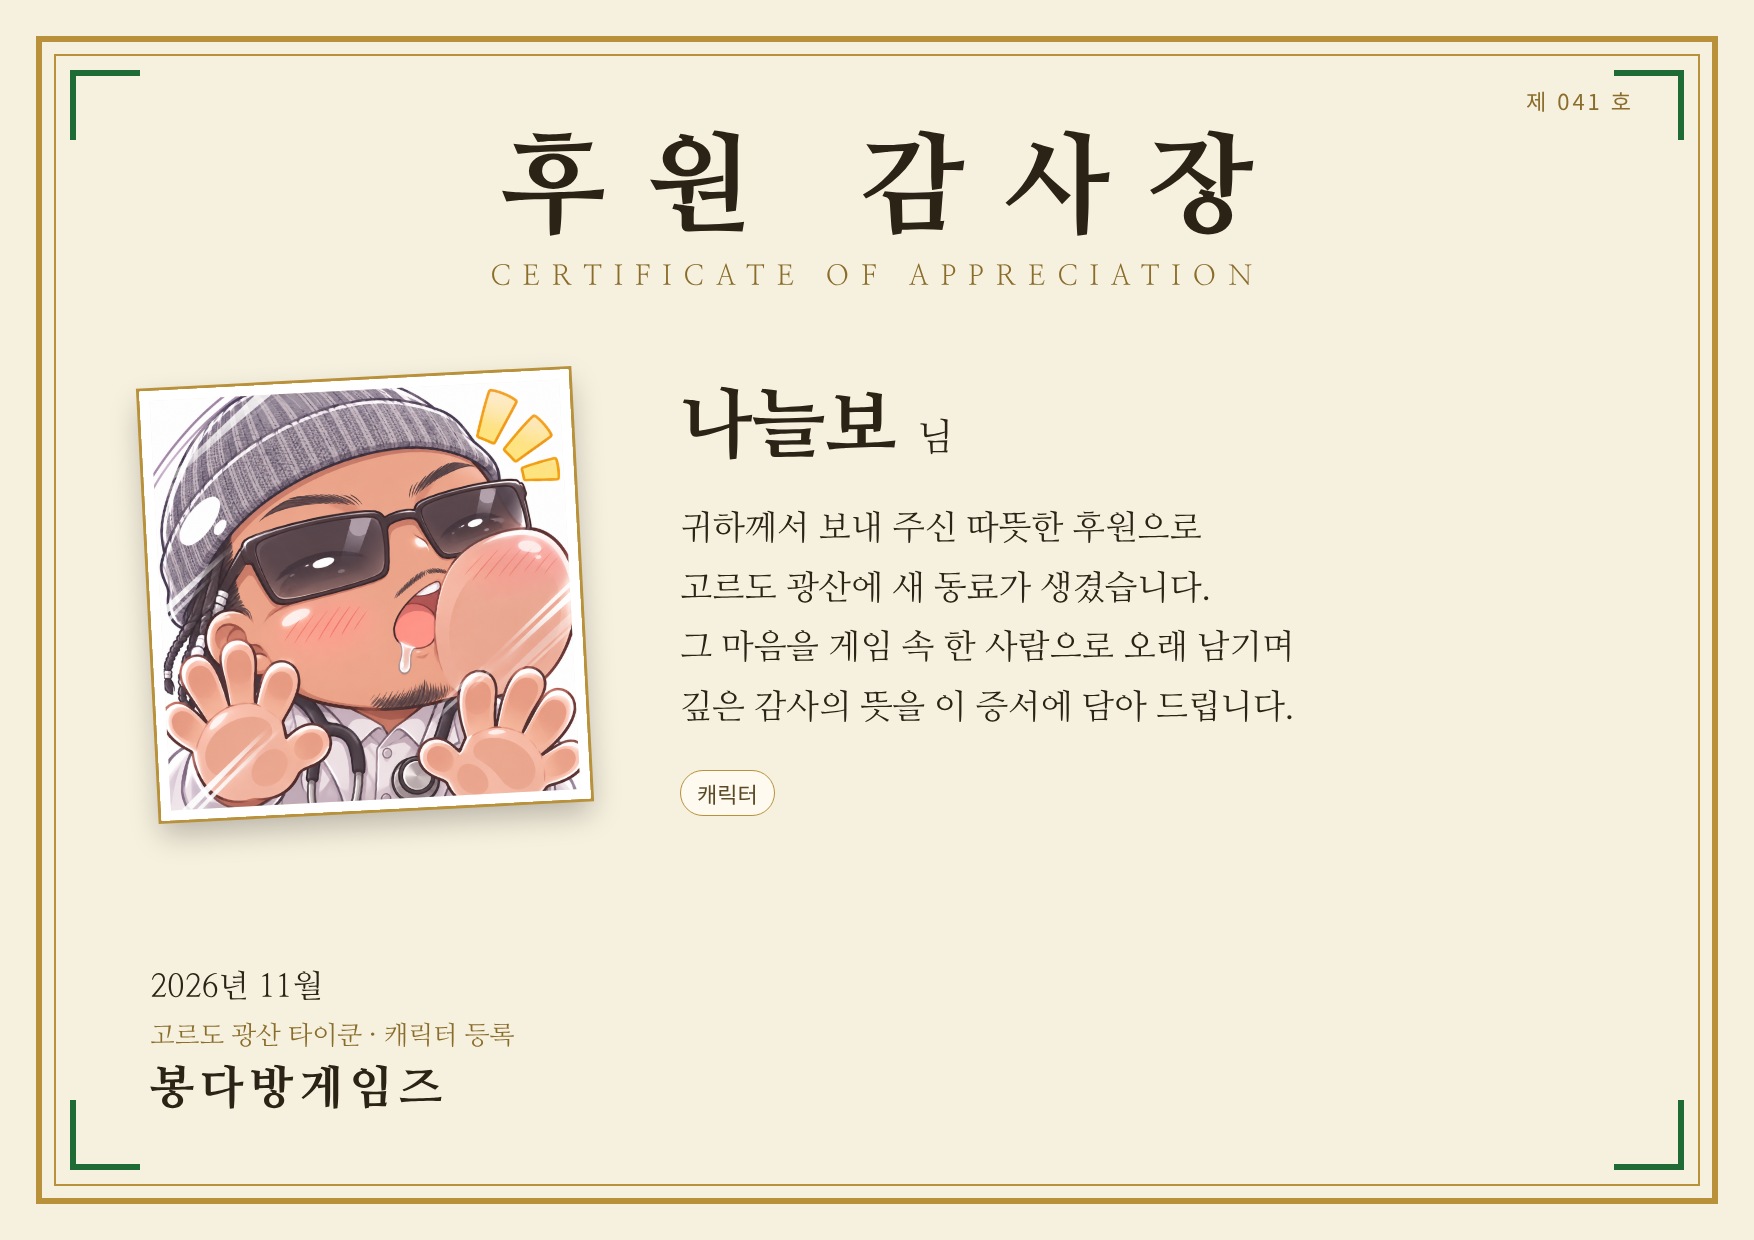 제 041 호
후원 감사장
CERTIFICATE OF APPRECIATION
나늘보 님
귀하께서 보내 주신 따뜻한 후원으로
고르도 광산에 새 동료가 생겼습니다.
그 마음을 게임 속 한 사람으로 오래 남기며
깊은 감사의 뜻을 이 증서에 담아 드립니다.
캐릭터
2026년 11월
고르도 광산 타이쿤 · 캐릭터 등록
봉다방게임즈